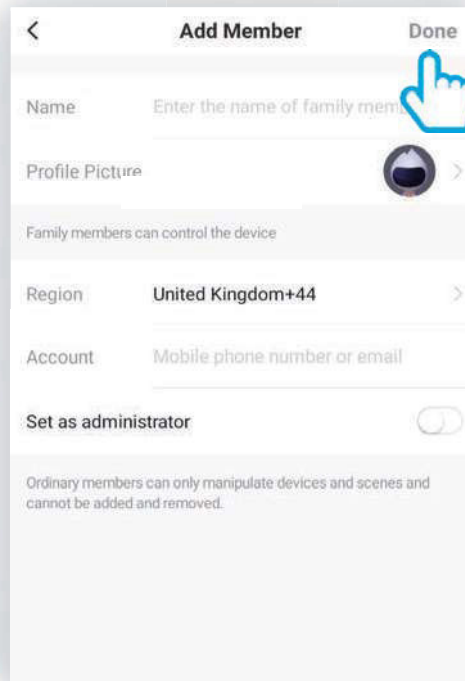 Add Member
Done
Name
Enter the name of family mem
Profile Picture
Family members can control the device
Region
United Kingdom+44
Account
Mobile phone number or email
Set as administrator
Ordinary members can only manipulate devices and scenes and
cannot be added and removed.